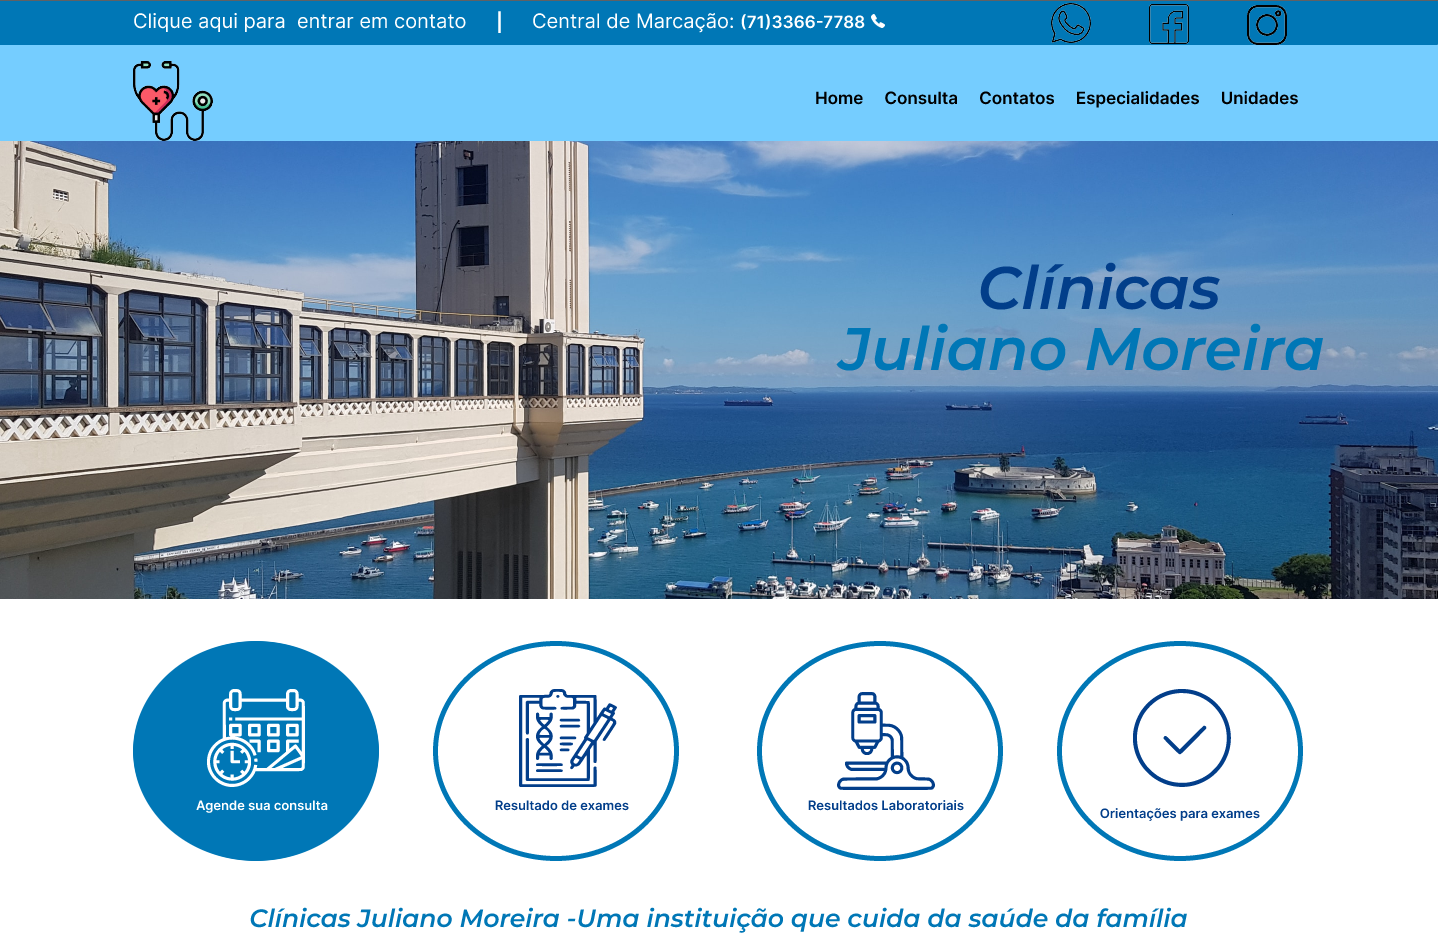 Clique aqui para  entrar em contato | Central de Marcação: (71)3366-7788
Home Consulta Contatos Especialidades Unidades
Clínicas
Juliano Moreira
Agende sua consulta
Resultado de exames
Resultados Laboratoriais
Orientações para exames
Clínicas Juliano Moreira -Uma instituição que cuida da saúde da família